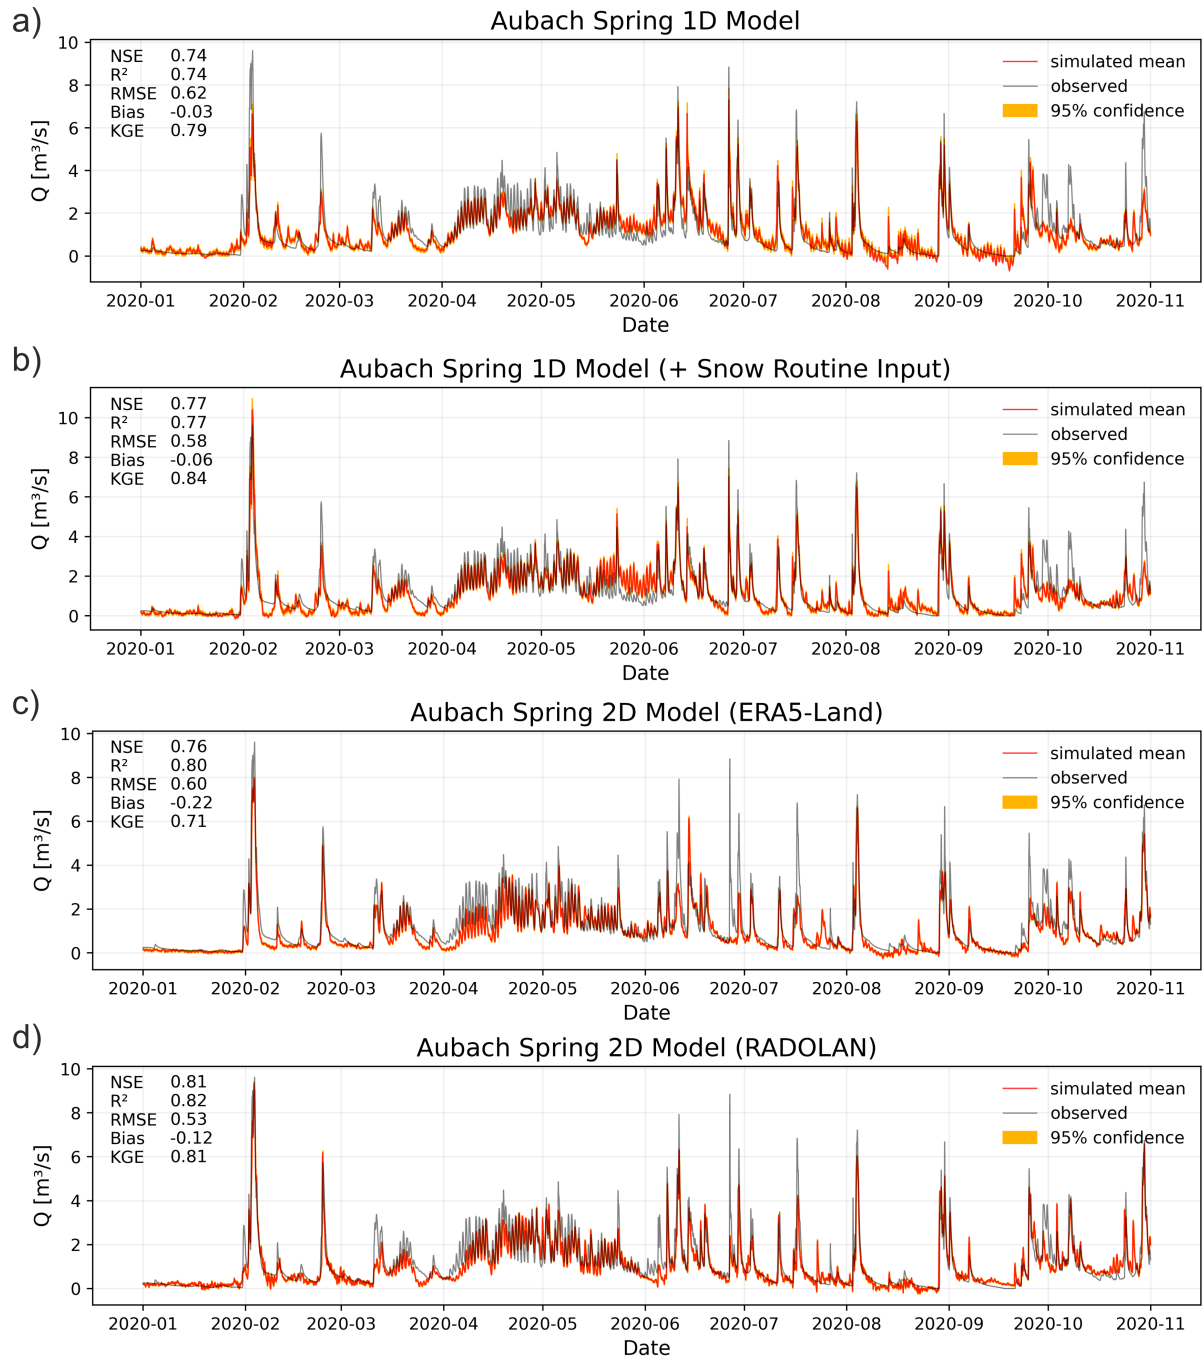 a)
Aubach Spring 1D Model
NSE 0.74
R² 0.74
RMSE 0.62
Bias -0.03
KGE 0.79
simulated mean
observed
95% confidence
10
8
6
4
2
0
Q [m³/s]
2020-01 2020-02 2020-03 2020-04 2020-05 2020-06 2020-07 2020-08 2020-09 2020-10 2020-11
Date
b)
Aubach Spring 1D Model (+ Snow Routine Input)
NSE 0.77
R² 0.77
RMSE 0.58
Bias -0.06
KGE 0.84
simulated mean
observed
95% confidence
10
8
6
4
2
0
Q [m³/s]
2020-01 2020-02 2020-03 2020-04 2020-05 2020-06 2020-07 2020-08 2020-09 2020-10 2020-11
Date
c)
Aubach Spring 2D Model (ERA5-Land)
NSE 0.76
R² 0.80
RMSE 0.60
Bias -0.22
KGE 0.71
simulated mean
observed
95% confidence
10
8
6
4
2
0
Q [m³/s]
2020-01 2020-02 2020-03 2020-04 2020-05 2020-06 2020-07 2020-08 2020-09 2020-10 2020-11
Date
d)
Aubach Spring 2D Model (RADOLAN)
NSE 0.81
R² 0.82
RMSE 0.53
Bias -0.12
KGE 0.81
simulated mean
observed
95% confidence
10
8
6
4
2
0
Q [m³/s]
2020-01 2020-02 2020-03 2020-04 2020-05 2020-06 2020-07 2020-08 2020-09 2020-10 2020-11
Date